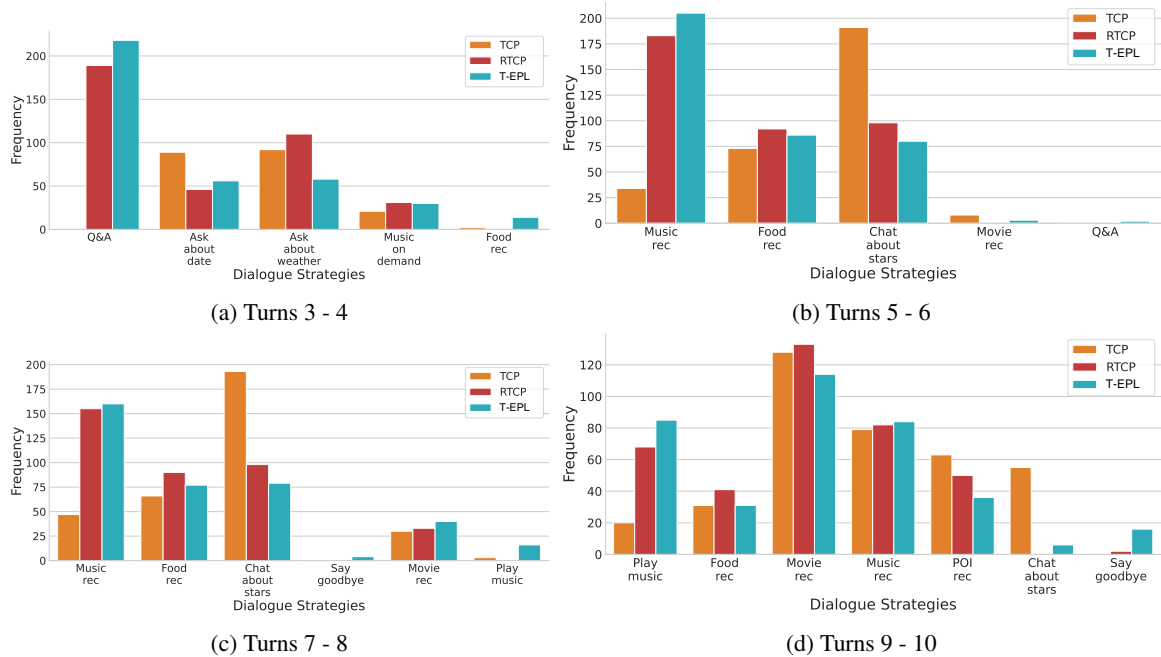 200
150
100
50
0
Frequency
TCP
RTCP
T-EPL
Q&A
Ask
about
date
Ask
about
weather
Music
on
demand
Food
rec
Dialogue Strategies
(a) Turns 3 - 4
200
175
150
125
100
75
50
25
0
Frequency
TCP
RTCP
T-EPL
Music
rec
Food
rec
Chat
about
stars
Movie
rec
Q&A
Dialogue Strategies
(b) Turns 5 - 6
200
175
150
125
100
75
50
25
0
Frequency
TCP
RTCP
T-EPL
Music
rec
Food
rec
Chat
about
stars
Say
goodbye
Movie
rec
Play
music
Dialogue Strategies
(c) Turns 7 - 8
120
100
80
60
40
20
0
Frequency
TCP
RTCP
T-EPL
Play
music
Food
rec
Movie
rec
Music
rec
POI
rec
Chat
about
stars
Say
goodbye
Dialogue Strategies
(d) Turns 9 - 10